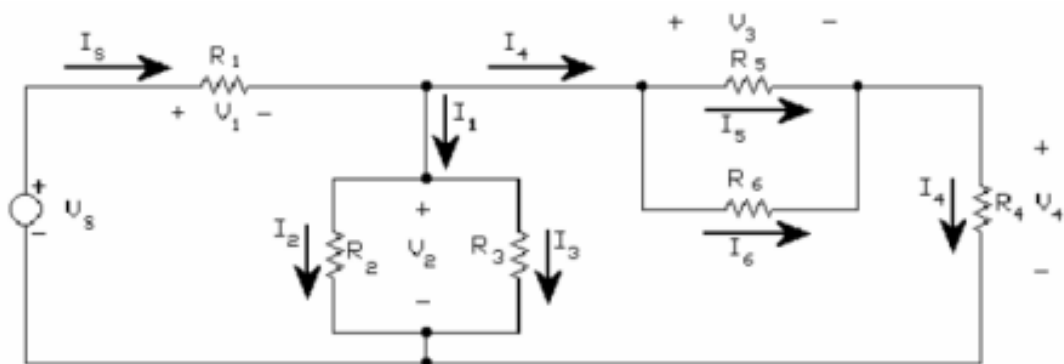 + V3 -
IS
R1
I4
R5
+ V1 -
I1
I5
+
VS
-
R6
I4
R4
+
V4
-
I2
R2
+
V2
-
R3
I3
I6